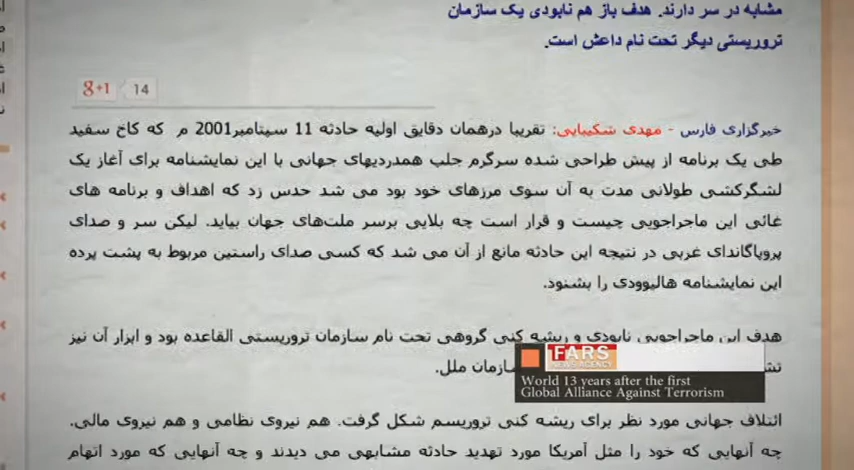 مشابه در سر دارند. هدف باز هم نابودی یک سازمان
تروریستی دیگر تحت نام داعش است.
g+1 14
خبرگزاری فارس - مهدی شکیبایی: تقریبا درهمان دقایق اولیه حادثه 11 سپتامبر2001 م که کاخ سفید
طی یک برنامه از پیش طراحی شده سرگرم جلب همدردیهای جهانی با این نمایشنامه برای آغاز یک
لشگرکشی طولانی مدت به آن سوی مرزهای خود بود می شد حدس زد که اهداف و برنامه های
غائی این ماجراجویی چیست و قرار است چه بلایی برسر ملت‌های جهان بیاید. لیکن سر و صدای
پروپاگاندای غربی در نتیجه این حادثه مانع از آن می شد که کسی صدای راستین مربوط به پشت پرده
این نمایشنامه هالیوودی را بشنود.
هدف این ماجراجویی نابودی و ریشه کنی گروهی تحت نام سازمان تروریستی القاعده بود و ابزار آن نیز
سازمان ملل.
FARS
NEWS AGENCY
World 13 years after the first
Global Alliance Against Terrorism
ائتلاف جهانی مورد نظر برای ریشه کنی تروریسم شکل گرفت. هم نیروی نظامی و هم نیروی مالی.
چه آنهایی که خود را مثل آمریکا مورد تهدید حادثه مشابهی می دیدند و چه آنهایی که مورد اتهام